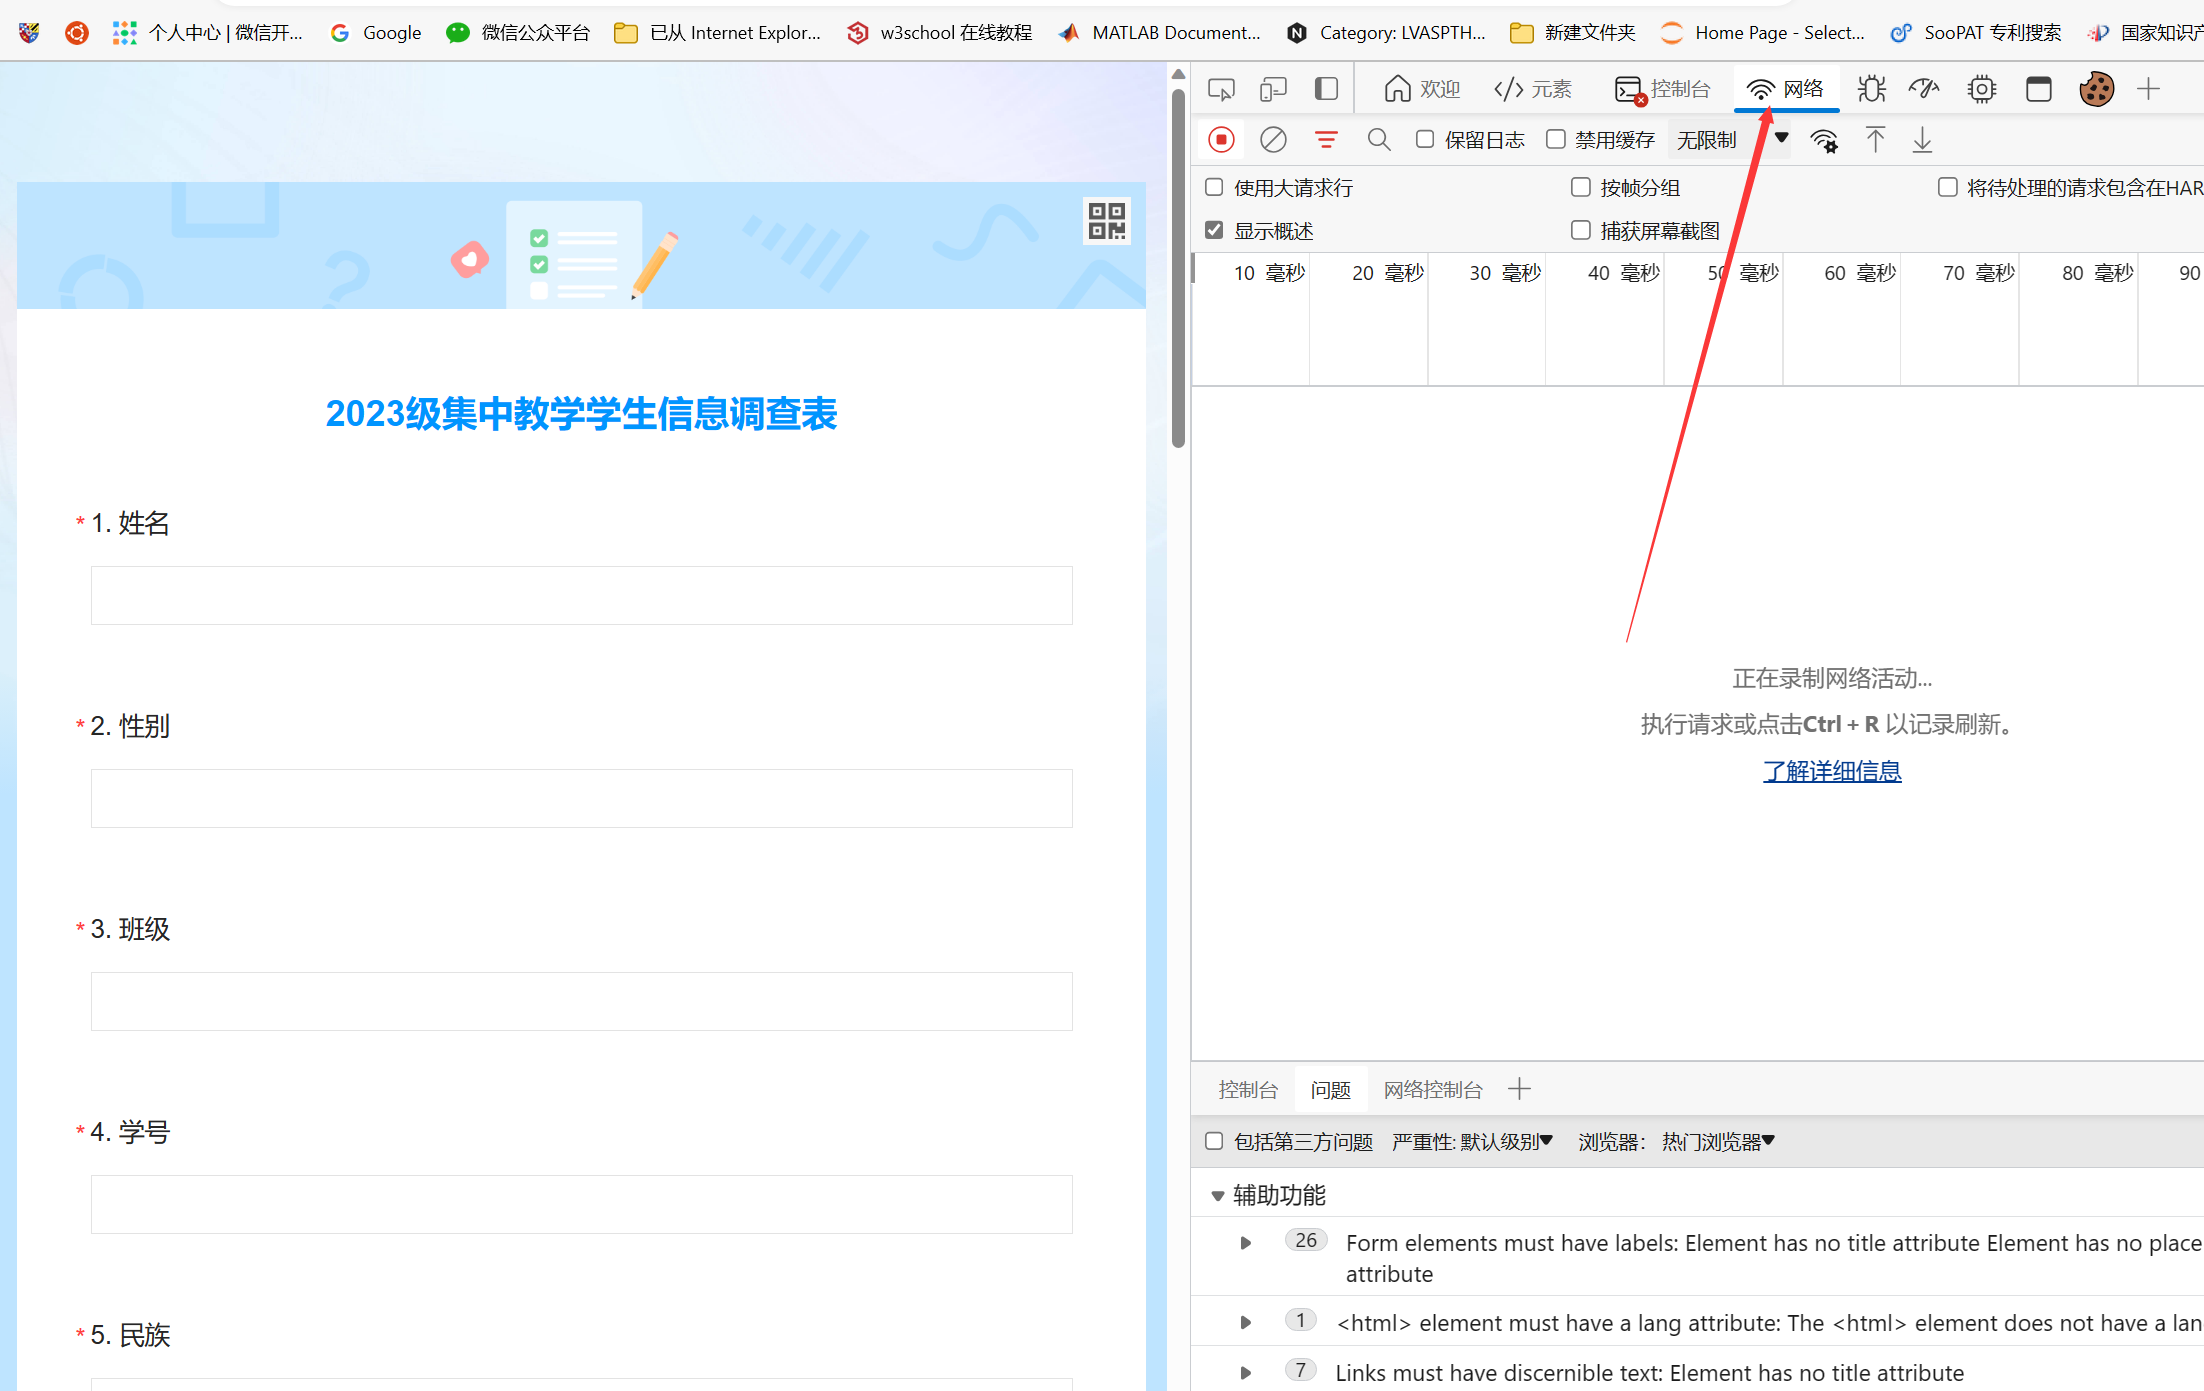 个人中心 | 微信开...
Google
微信公众平台
已从 Internet Explor...
w3school 在线教程
MATLAB Document...
Category: LVASPTH...
新建文件夹
Home Page - Select...
SooPAT 专利搜索
国家知识产
欢迎
元素
控制台
网络
保留日志
禁用缓存
无限制
使用大请求行
按帧分组
将待处理的请求包含在HAR
显示概述
捕获屏幕截图
10 毫秒
20 毫秒
30 毫秒
40 毫秒
50 毫秒
60 毫秒
70 毫秒
80 毫秒
90
2023级集中教学学生信息调查表
* 1. 姓名
* 2. 性别
* 3. 班级
* 4. 学号
* 5. 民族
正在录制网络活动...
执行请求或点击Ctrl + R 以记录刷新。
了解详细信息
控制台
问题
网络控制台
包括第三方问题
严重性: 默认级别
浏览器:
热门浏览器
辅助功能
26
Form elements must have labels: Element has no title attribute Element has no place
attribute
1
<html> element must have a lang attribute: The <html> element does not have a lan
7
Links must have discernible text: Element has no title attribute